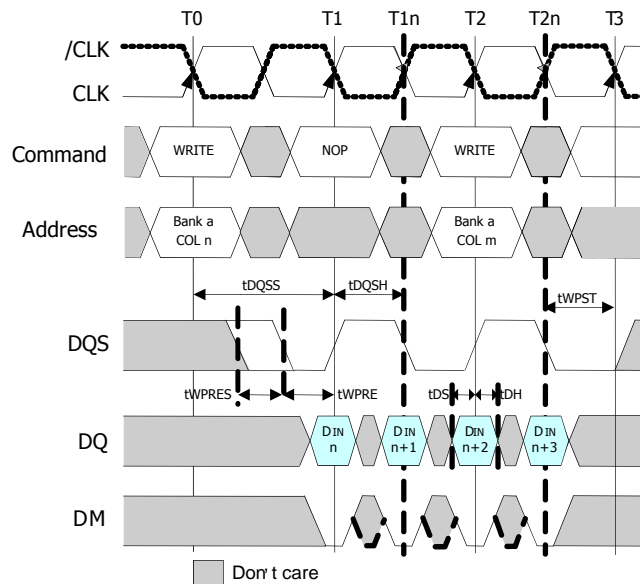 T0 T1 T1n T2 T2n T3
/CLK
CLK
Command WRITE NOP WRITE
Address Bank a COL n Bank a COL m
tDQSS tDQSH tWPST
DQS
tWPRES tWPRE tDS tDH
DQ DIN n DIN n+1 DIN n+2 DIN n+3
DM
Don't care